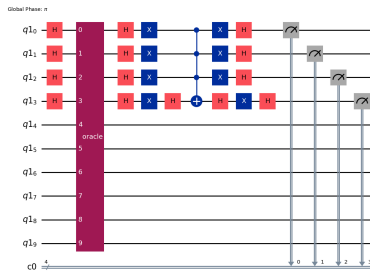 Global Phase: π
q1₀ H 0 H X X H
q1₁ H 1 H X X H
q1₂ H 2 H X X H
q1₃ H 3 H X H H X H
q1₄ 4
oracle
q1₅ 5
q1₆ 6
q1₇ 7
q1₈ 8
q1₉ 9
c0 4 0 1 2 3